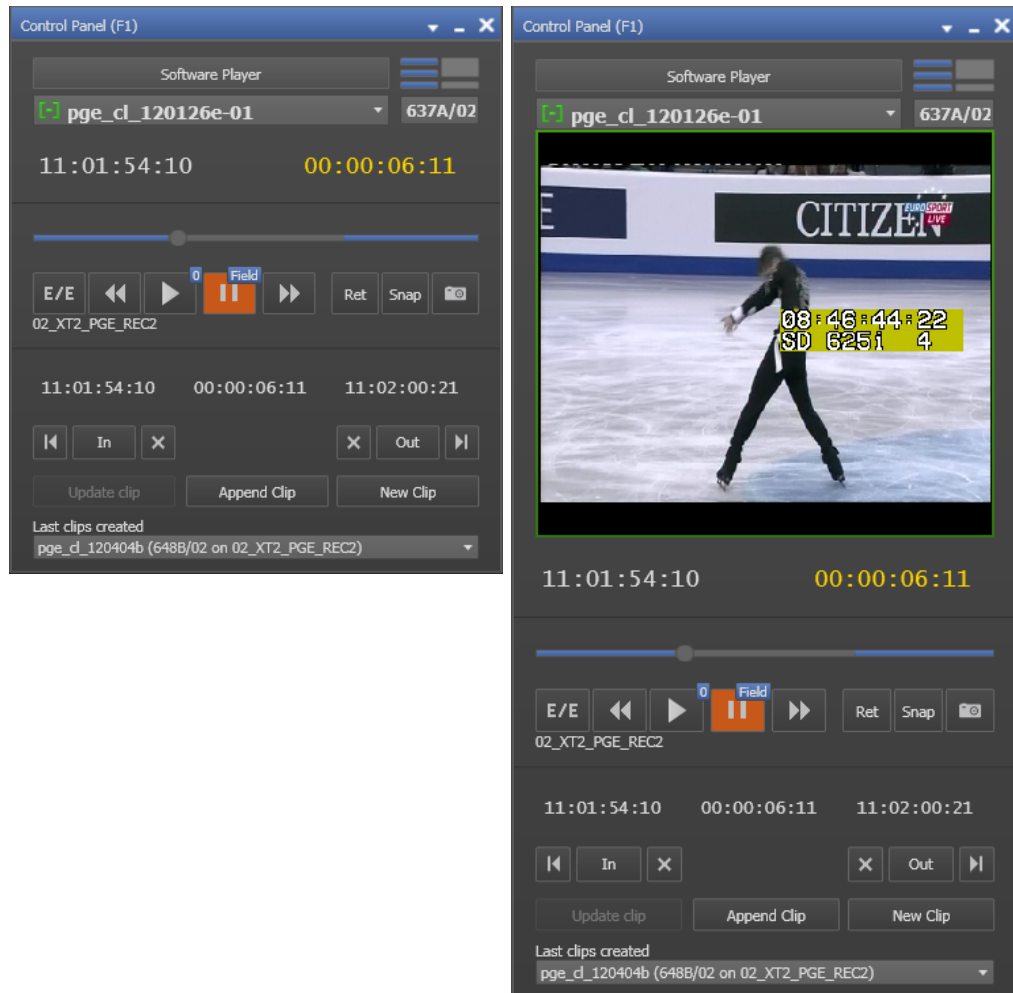 Control Panel (F1)
Software Player
[-] pge_cl_120126e-01 637A/02
11:01:54:10 00:00:06:11
0 Field
E/E Ret Snap
02_XT2_PGE_REC2
11:01:54:10 00:00:06:11 11:02:00:21
In Out
Update clip Append Clip New Clip
Last clips created
pge_cl_120404b (648B/02 on 02_XT2_PGE_REC2)
Control Panel (F1)
Software Player
[-] pge_cl_120126e-01 637A/02
E CITIZEN
EUROSPORT
LIVE
08:46:44:22
SD 625i 4
11:01:54:10 00:00:06:11
0 Field
E/E Ret Snap
02_XT2_PGE_REC2
11:01:54:10 00:00:06:11 11:02:00:21
In Out
Update clip Append Clip New Clip
Last clips created
pge_cl_120404b (648B/02 on 02_XT2_PGE_REC2)